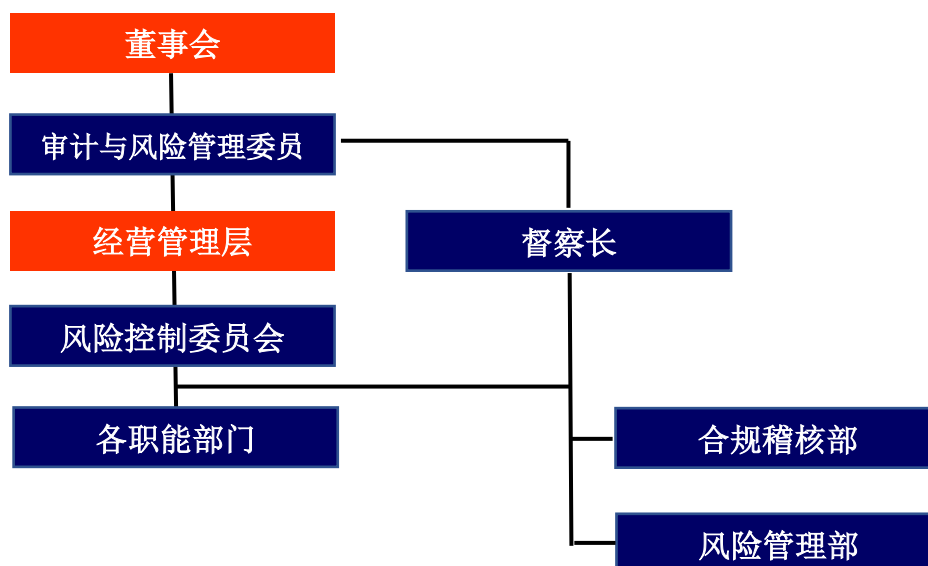 董事会
审计与风险管理委员
经营管理层
督察长
风险控制委员会
各职能部门
合规稽核部
风险管理部